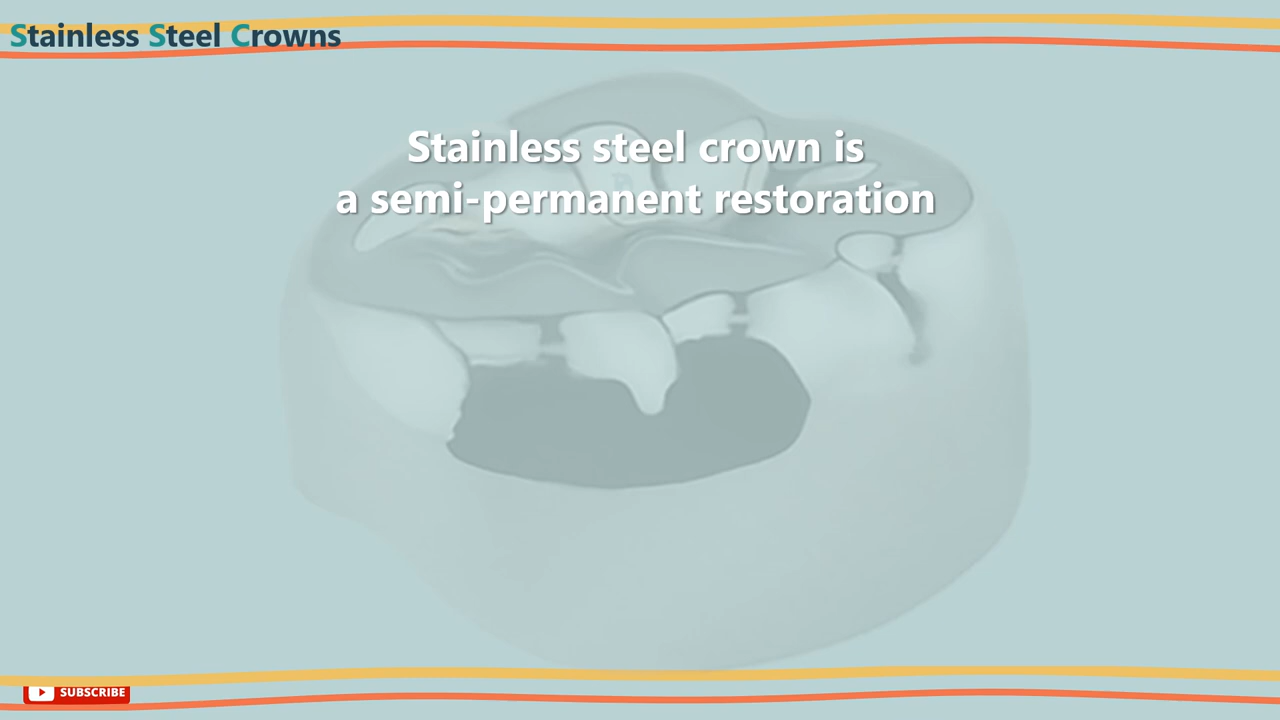 Stainless Steel Crowns
Stainless steel crown is
a semi-permanent restoration
SUBSCRIBE